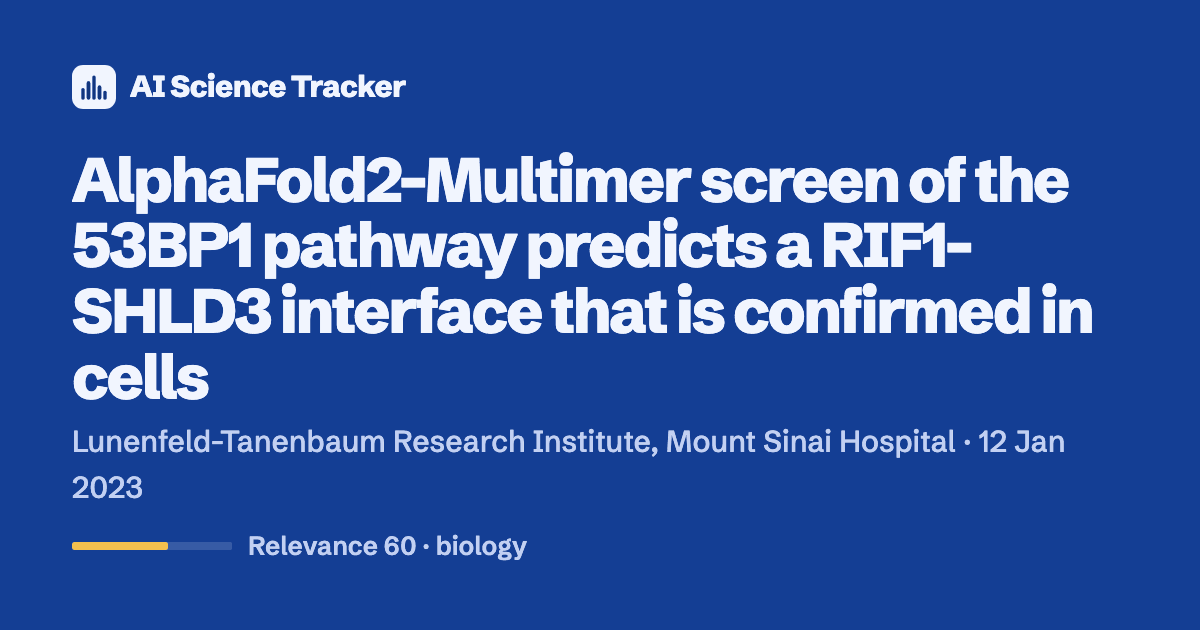 AI Science Tracker
AlphaFold2-Multimer screen of the
53BP1 pathway predicts a RIF1-
SHLD3 interface that is confirmed in
cells
Lunenfeld-Tanenbaum Research Institute, Mount Sinai Hospital · 12 Jan
2023
Relevance 60 · biology